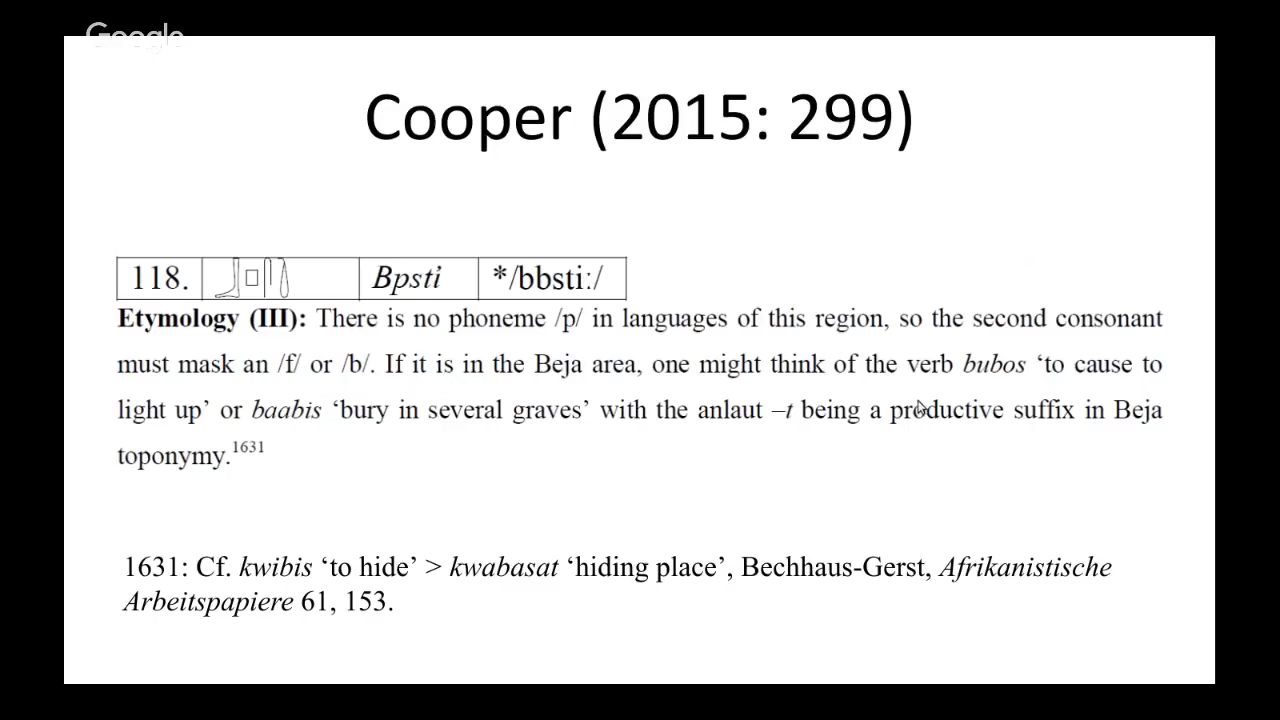 Google
Cooper (2015: 299)
118. 𓃀𓊪𓋴𓍘 Bpsti */bbstiː/
Etymology (III): There is no phoneme /p/ in languages of this region, so the second consonant
must mask an /f/ or /b/. If it is in the Beja area, one might think of the verb bubos ‘to cause to
light up’ or baabis ‘bury in several graves’ with the anlaut –t being a productive suffix in Beja
toponymy.1631
1631: Cf. kwibis ‘to hide’ > kwabasat ‘hiding place’, Bechhaus-Gerst, Afrikanistische
Arbeitspapiere 61, 153.